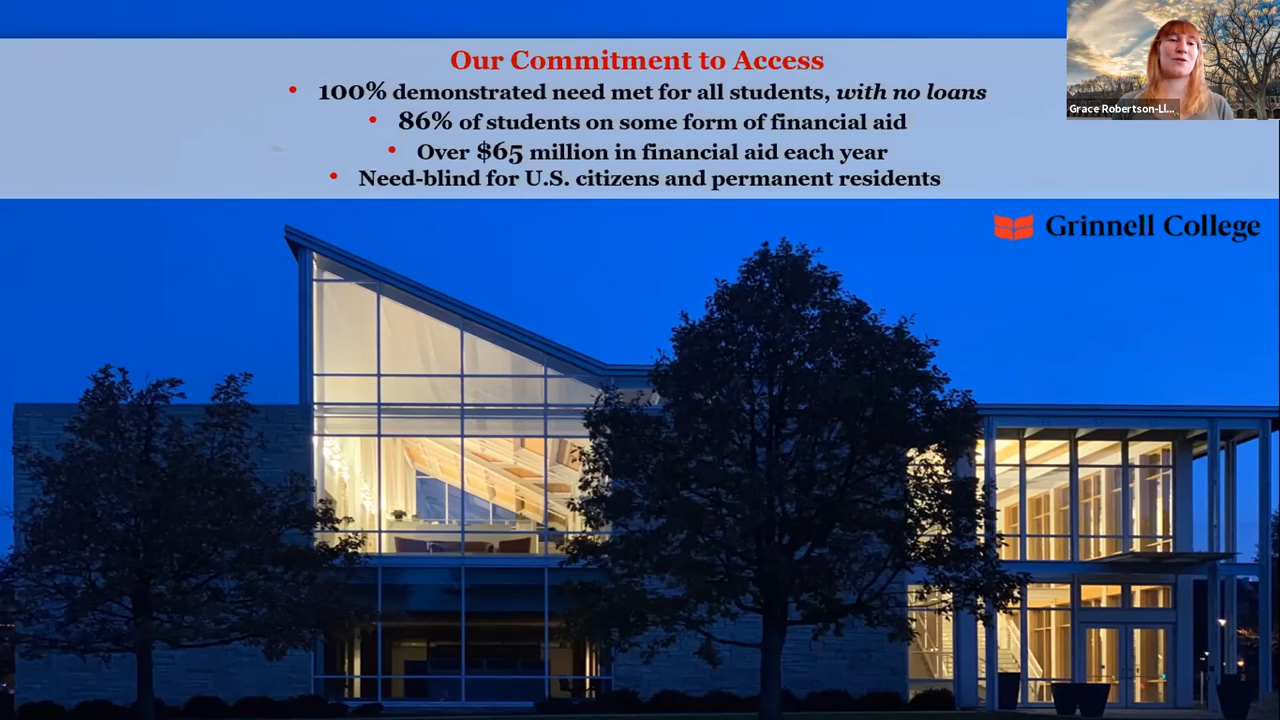 Our Commitment to Access
• 100% demonstrated need met for all students, with no loans
• 86% of students on some form of financial aid
• Over $65 million in financial aid each year
• Need-blind for U.S. citizens and permanent residents
Grace Robertson-Ll...
Grinnell College